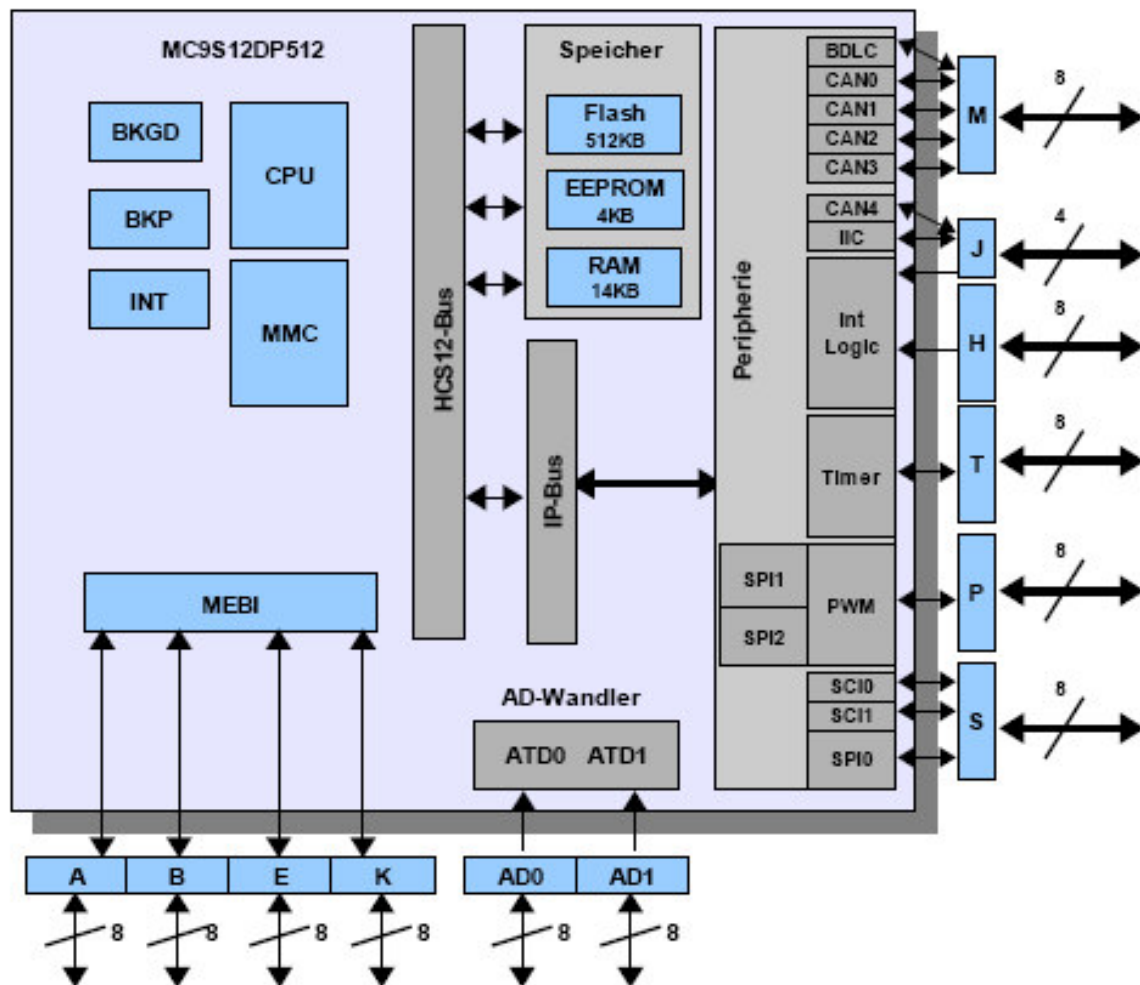 MC9S12DP512
BKGD
CPU
BKP
INT
MMC
HCS12-Bus
Speicher
Flash
512KB
EEPROM
4KB
RAM
14KB
IP-Bus
Peripherie
BDLC
CAN0
CAN1
CAN2
CAN3
CAN4
IIC
Int
Logic
Timer
SPI1
PWM
SPI2
SCI0
SCI1
SPI0
M
8
J
4
H
8
T
8
P
8
S
8
MEBI
AD-Wandler
ATD0 ATD1
A B E K
AD0 AD1
8 8 8 8
8 8